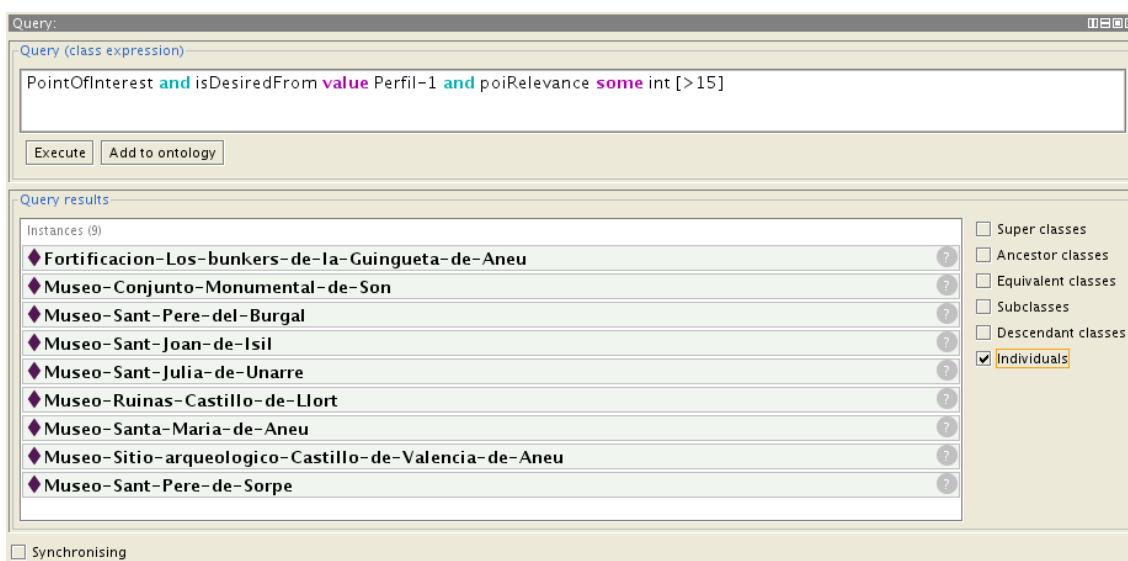 Query:
Query (class expression)
PointOfInterest and isDesiredFrom value Perfil-1 and poiRelevance some int [>15]
Execute Add to ontology
Query results
Instances (9)
Fortificacion-Los-bunkers-de-la-Guingueta-de-Aneu ?
Museo-Conjunto-Monumental-de-Son ?
Museo-Sant-Pere-del-Burgal ?
Museo-Sant-Joan-de-Isil ?
Museo-Sant-Julia-de-Unarre ?
Museo-Ruinas-Castillo-de-Llort ?
Museo-Santa-Maria-de-Aneu ?
Museo-Sitio-arqueologico-Castillo-de-Valencia-de-Aneu ?
Museo-Sant-Pere-de-Sorpe ?
Super classes
Ancestor classes
Equivalent classes
Subclasses
Descendant classes
Individuals
Synchronising